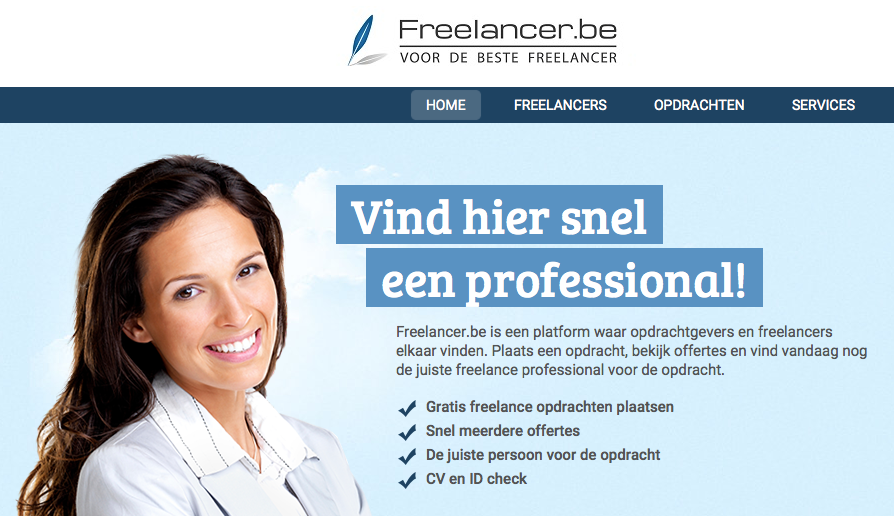 Freelancer.be
VOOR DE BESTE FREELANCER
HOME FREELANCERS OPDRACHTEN SERVICES
Vind hier snel
een professional!
Freelancer.be is een platform waar opdrachtgevers en freelancers
elkaar vinden. Plaats een opdracht, bekijk offertes en vind vandaag nog
de juiste freelance professional voor de opdracht.
Gratis freelance opdrachten plaatsen
Snel meerdere offertes
De juiste persoon voor de opdracht
CV en ID check